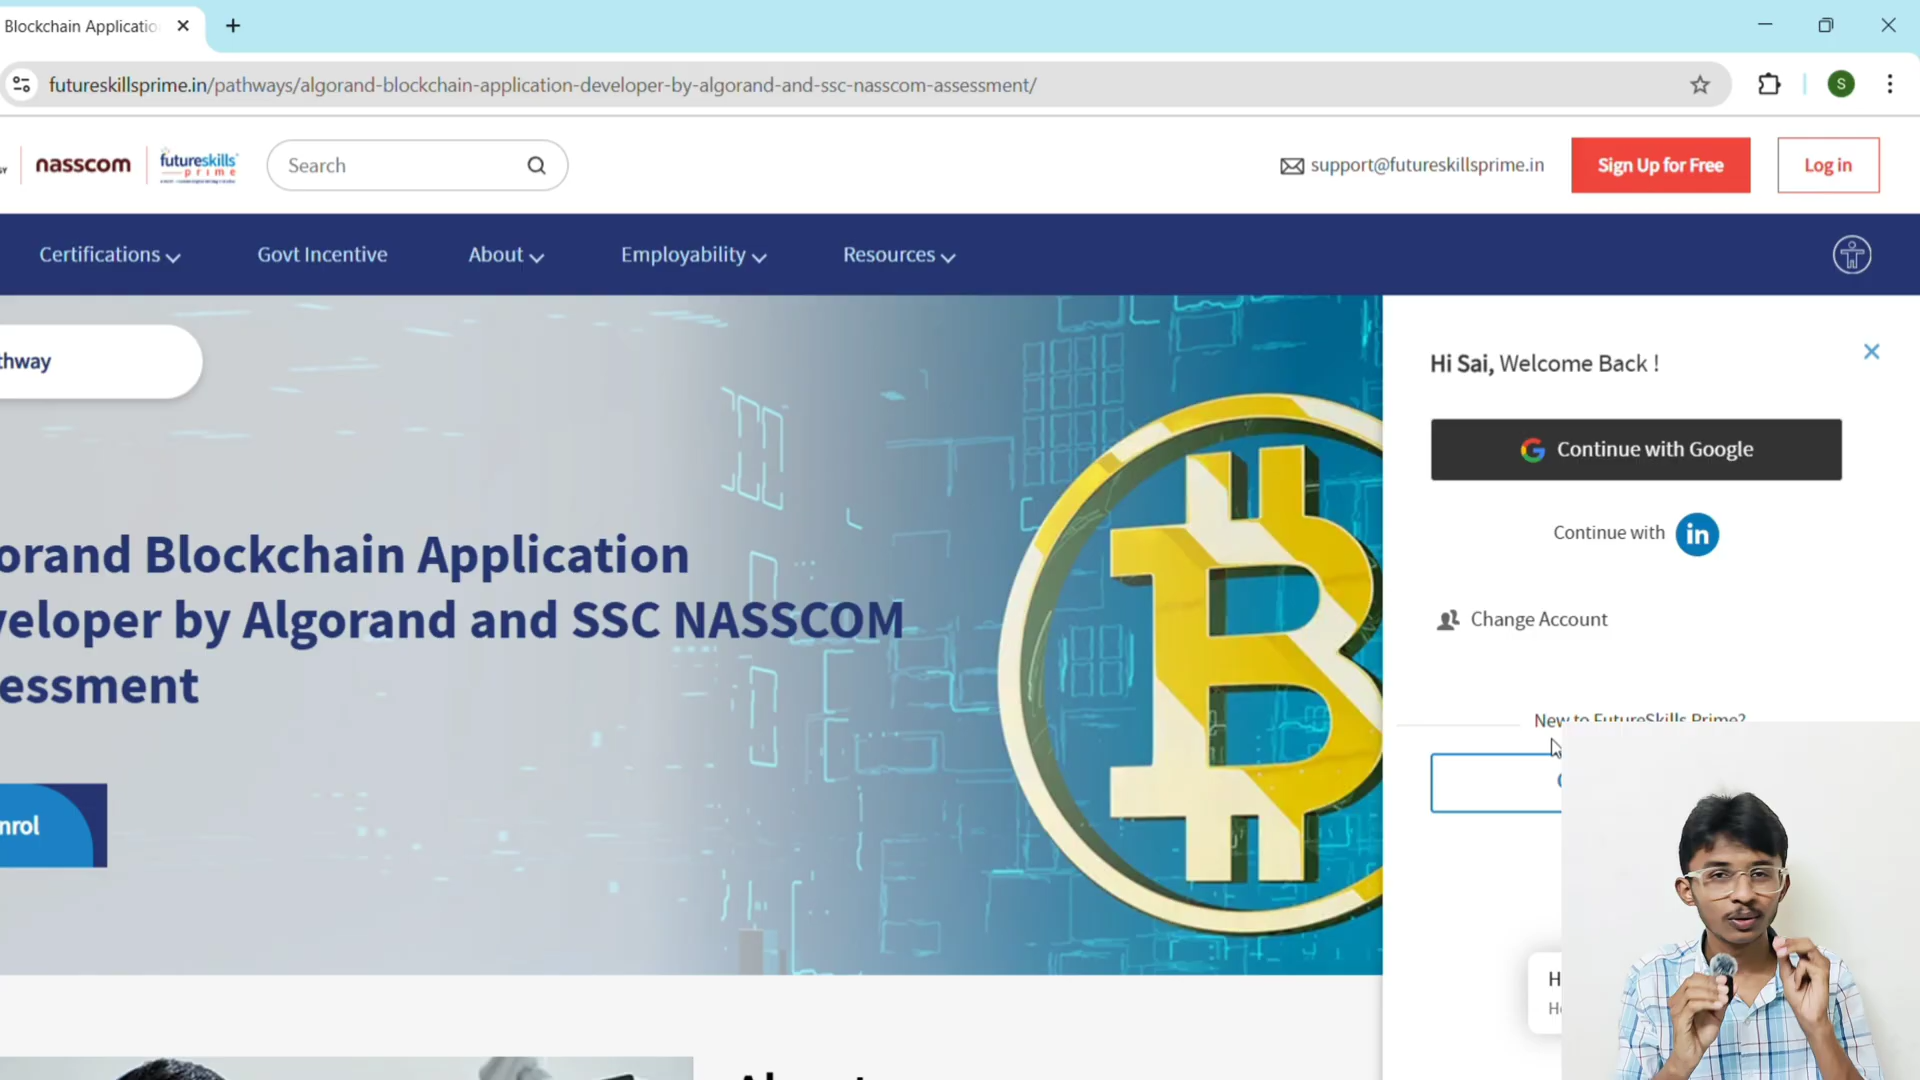 Blockchain Applicatio
futureskillsprime.in/pathways/algorand-blockchain-application-developer-by-algorand-and-ssc-nasscom-assessment/
S
nasscom
futureskills
prime
Search
support@futureskillsprime.in
Sign Up for Free
Log in
Certifications
Govt Incentive
About
Employability
Resources
thway
Hi Sai, Welcome Back !
Continue with Google
Continue with in
Change Account
New to FutureSkills Prime?
orand Blockchain Application
veloper by Algorand and SSC NASSCOM
essment
nrol